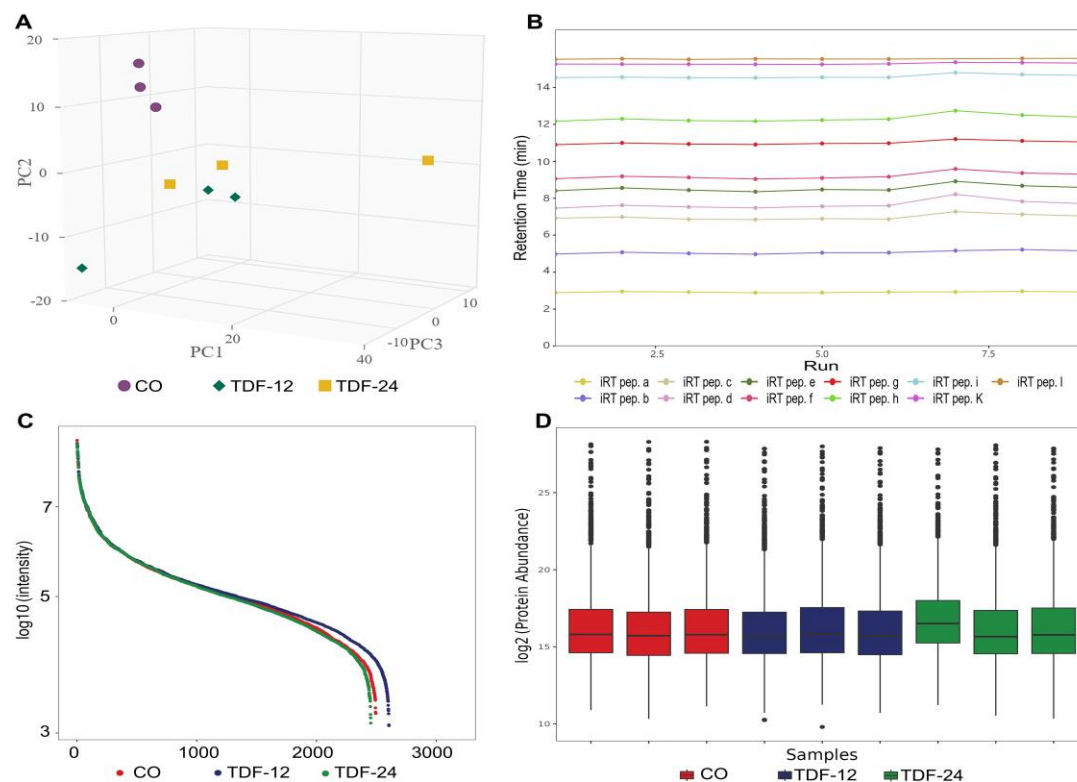 A
20
10
0
-10
-20
PC2
0
20
40
PC1
-10
0
10
PC3
CO TDF-12 TDF-24
B
14
12
10
8
6
4
2
0
Retention Time (min)
2.5 5.0 7.5
Run
iRT pep. a iRT pep. c iRT pep. e iRT pep. g iRT pep. i iRT pep. l
iRT pep. b iRT pep. d iRT pep. f iRT pep. h iRT pep. K
C
7
5
3
log10 (intensity)
0 1000 2000 3000
CO TDF-12 TDF-24
D
25
20
15
10
log2 (Protein Abundance)
Samples
CO TDF-12 TDF-24